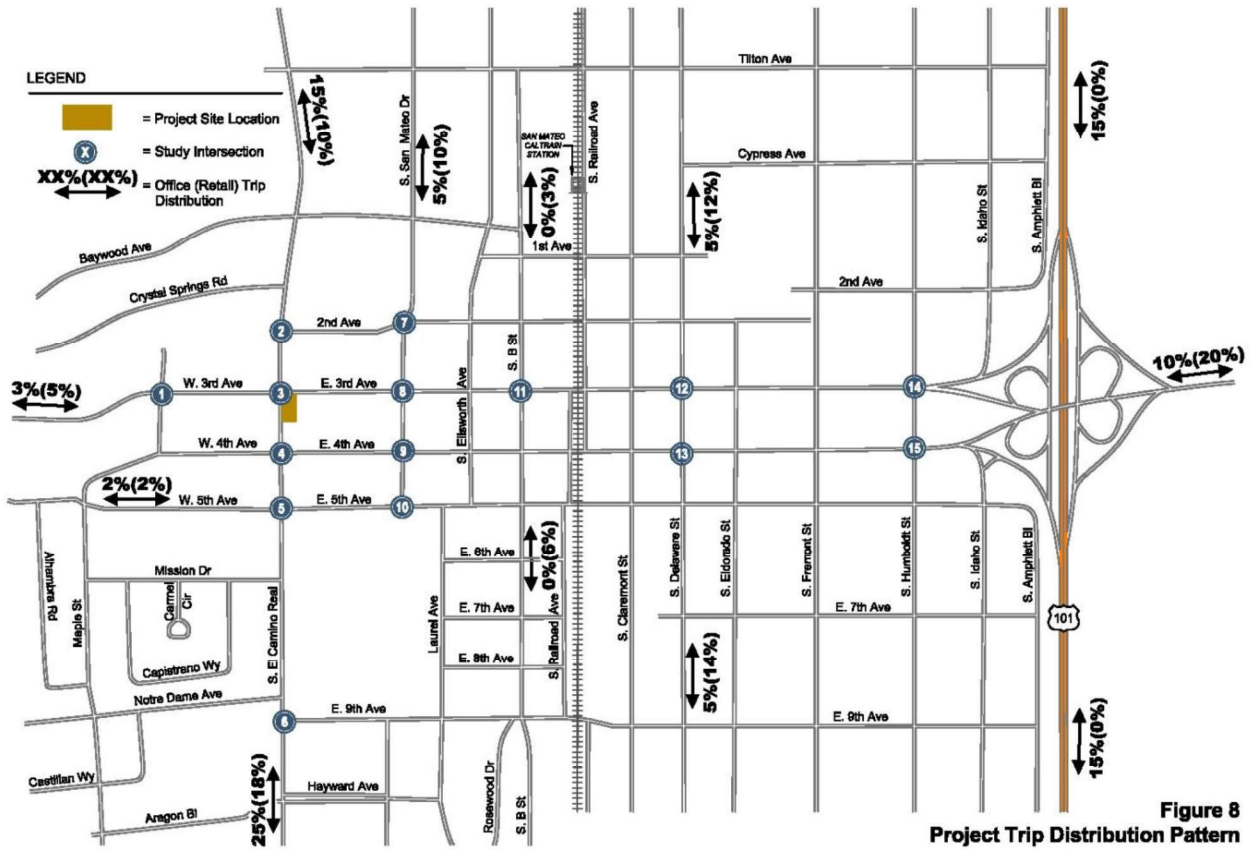 Tilton Ave
LEGEND
= Project Site Location
X
= Study Intersection
XX%(XX%)
= Office (Retail) Trip
Distribution
15%(10%)
S. San Mateo Dr
5%(10%)
SAN MATEO
CALTRAIN
STATION
S. Railroad Ave
0%(3%)
Cypress Ave
5%(12%)
15%(0%)
S. Idaho St
S. Amphlett Bl
Baywood Ave
1st Ave
Crystal Springs Rd
2nd Ave
2
2nd Ave
7
S. B St
S. Ellsworth Ave
10%(20%)
3%(5%)
1
W. 3rd Ave
3
E. 3rd Ave
8
11
12
14
W. 4th Ave
4
E. 4th Ave
9
13
15
2%(2%)
W. 5th Ave
5
E. 5th Ave
10
Alhambra Rd
Maple St
Mission Dr
Carmel
Cir
Capistrano Wy
S. El Camino Real
Laurel Ave
E. 6th Ave
0%(6%)
E. 7th Ave
E. 8th Ave
S. Railroad Ave
S. Claremont St
S. Delaware St
S. Eldorado St
S. Fremont St
S. Humboldt St
S. Idaho St
S. Amphlett Bl
E. 7th Ave
101
5%(14%)
Notre Dame Ave
6
E. 9th Ave
E. 9th Ave
15%(0%)
Castilian Wy
Hayward Ave
Aragon Bl
25%(18%)
Rosewood Dr
S. B St
Figure 8
Project Trip Distribution Pattern